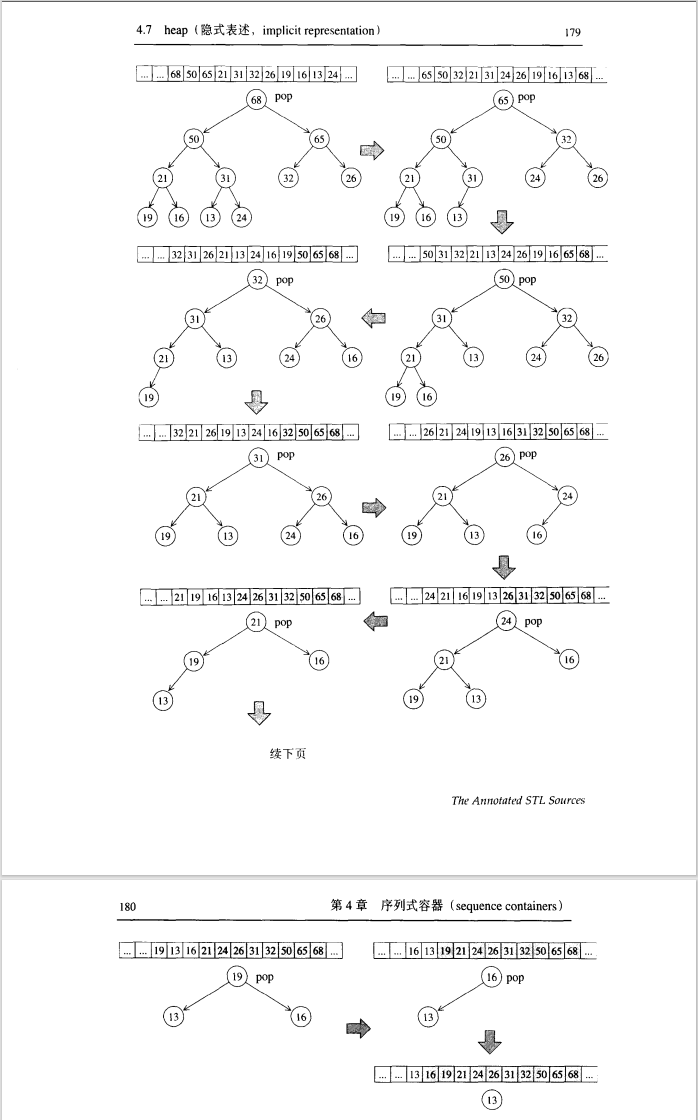 4.7 heap（隐式表述，implicit representation） 179
... ... 68 50 65 21 31 32 26 19 16 13 24 ...
... ... 65 50 32 21 31 24 26 19 16 13 68 ...
68 pop
65 pop
50 65
50 32
21 31 32 26
21 31 24 26
19 16 13 24
19 16 13
... ... 32 31 26 21 13 24 16 19 50 65 68 ...
... ... 50 31 32 21 13 24 26 19 16 65 68 ...
32 pop
50 pop
31 26
31 32
21 13 24 16
21 13 24 26
19
19 16
... ... 32 21 26 19 13 24 16 32 50 65 68 ...
... ... 26 21 24 19 13 16 31 32 50 65 68 ...
31 pop
26 pop
21 26
21 24
19 13 24 16
19 13 16
... ... 21 19 16 13 24 26 31 32 50 65 68 ...
... ... 24 21 16 19 13 26 31 32 50 65 68 ...
21 pop
24 pop
19 16
21 16
13
19 13
续下页
The Annotated STL Sources
180 第 4 章 序列式容器（sequence containers）
... ... 19 13 16 21 24 26 31 32 50 65 68 ...
... ... 16 13 19 21 24 26 31 32 50 65 68 ...
19 pop
16 pop
13 16
13
... ... 13 16 19 21 24 26 31 32 50 65 68 ...
13